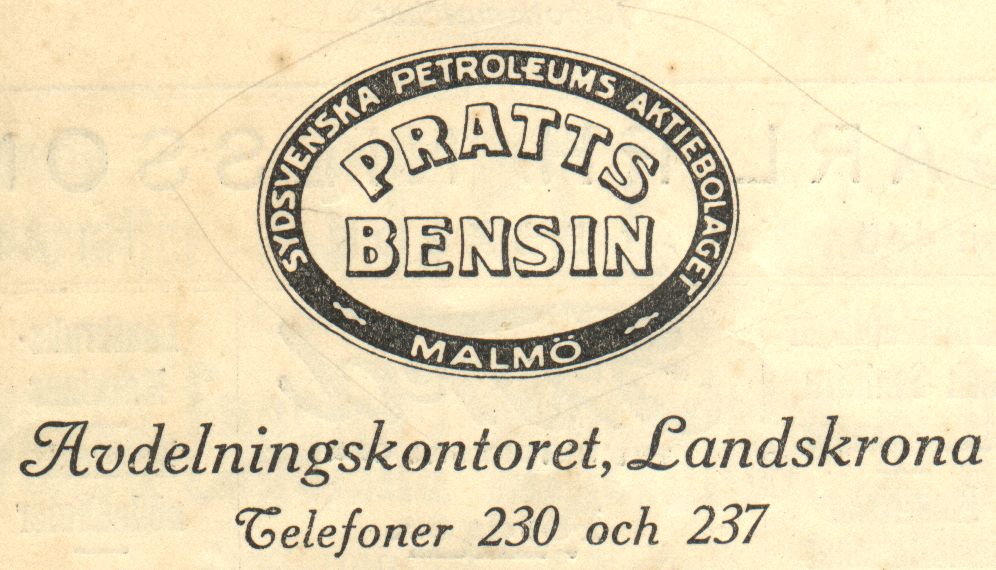 SYDSVENSKA PETROLEUMS AKTIEBOLAGET
PRATTS
BENSIN
MALMÖ
Avdelningskontoret, Landskrona
Telefoner 230 och 237